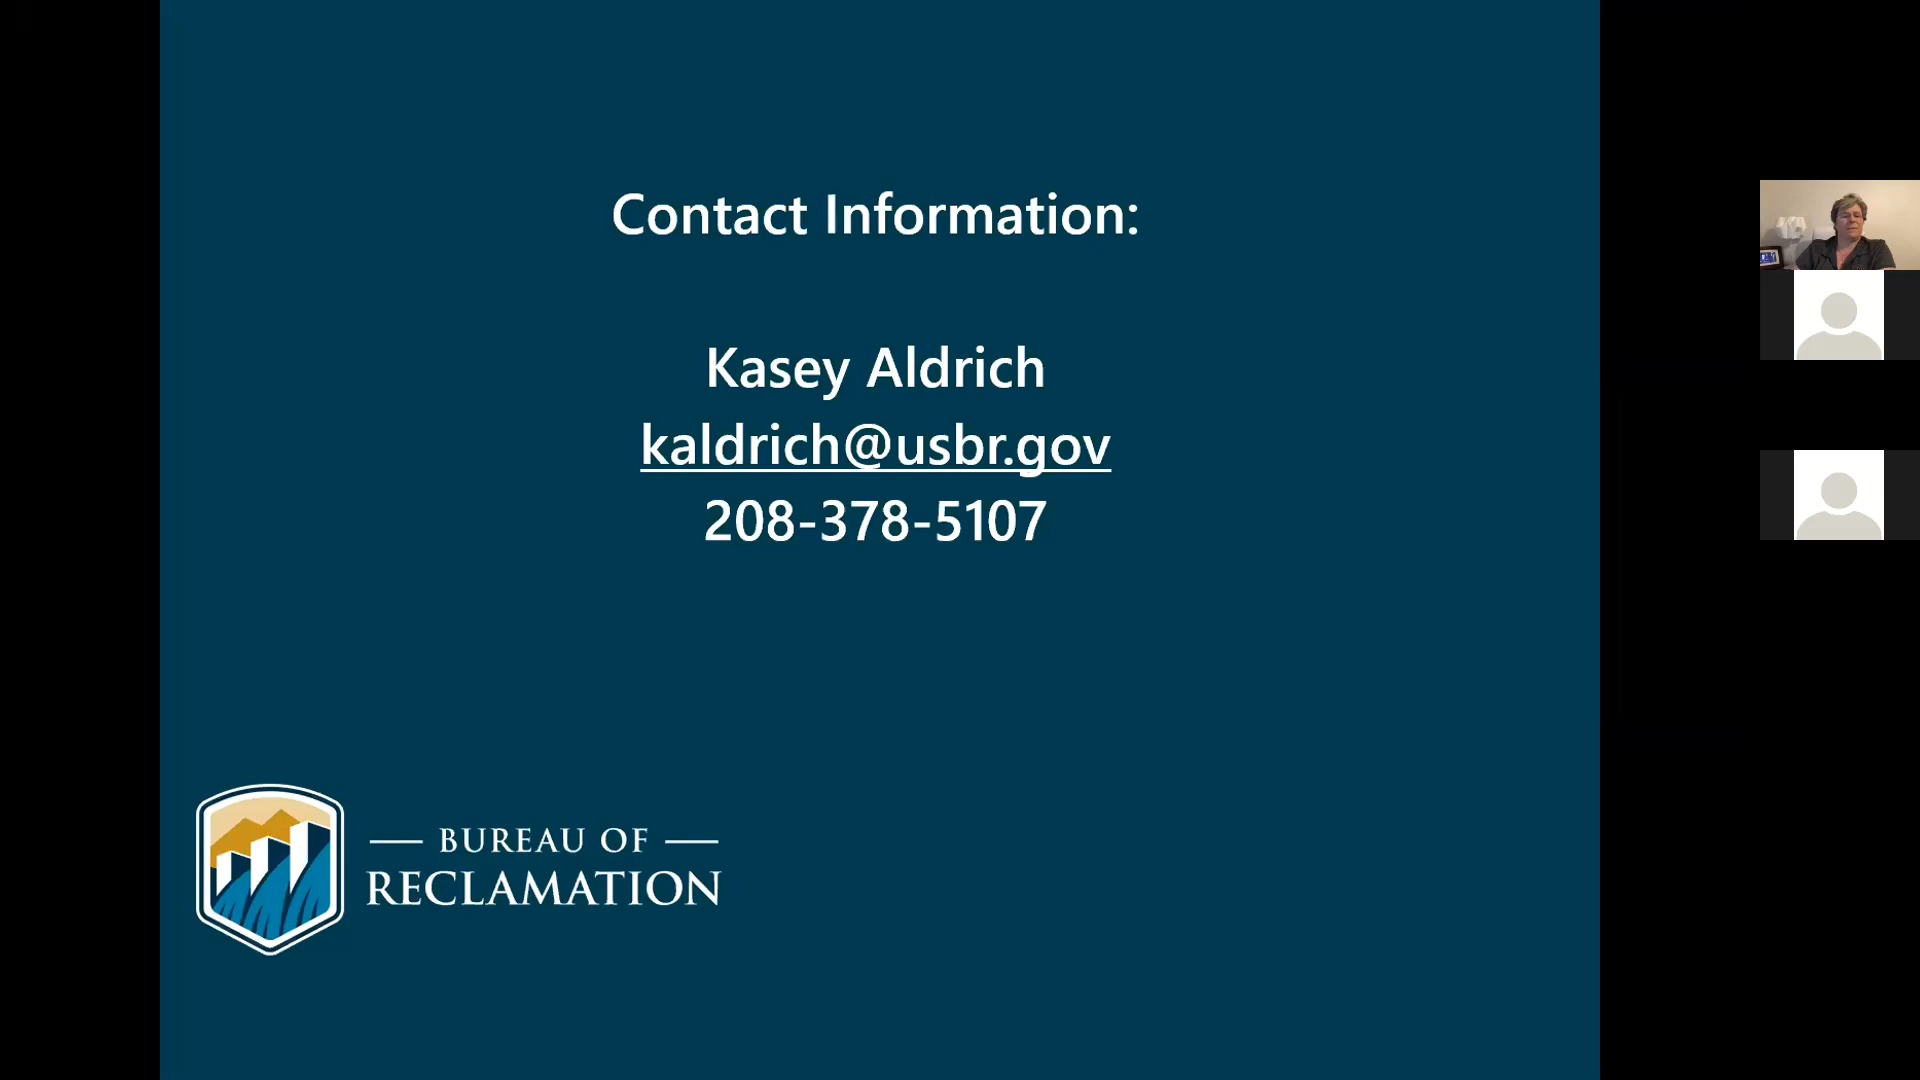 Contact Information:
Kasey Aldrich
kaldrich@usbr.gov
208-378-5107
BUREAU OF
RECLAMATION